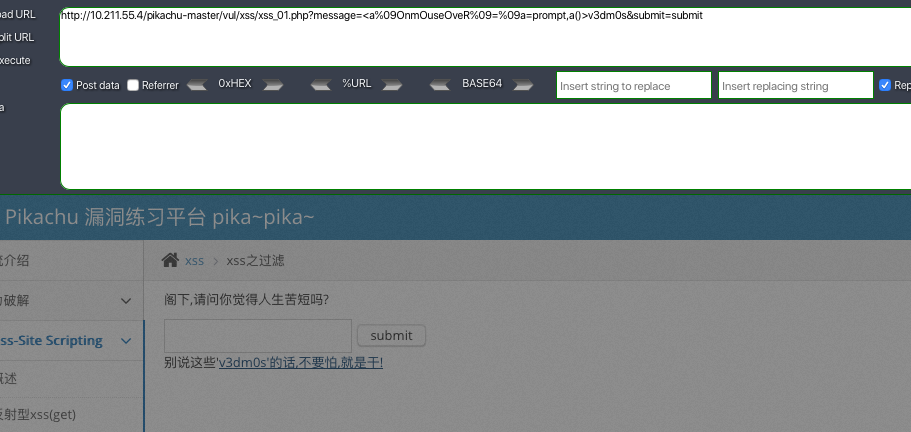 oad URL
http://10.211.55.4/pikachu-master/vul/xss/xss_01.php?message=<a%09OnmOuseOveR%09=%09a=prompt,a()>v3dm0s&submit=submit
plit URL
xecute
Post data Referrer 0xHEX %URL BASE64 Insert string to replace Insert replacing string Rep
a
Pikachu 漏洞练习平台 pika~pika~
介绍
xss › xss之过滤
破解
阁下,请问你觉得人生苦短吗?
ss-Site Scripting
submit
别说这些'v3dm0s'的话,不要怕,就是干!
述
射型xss(get)